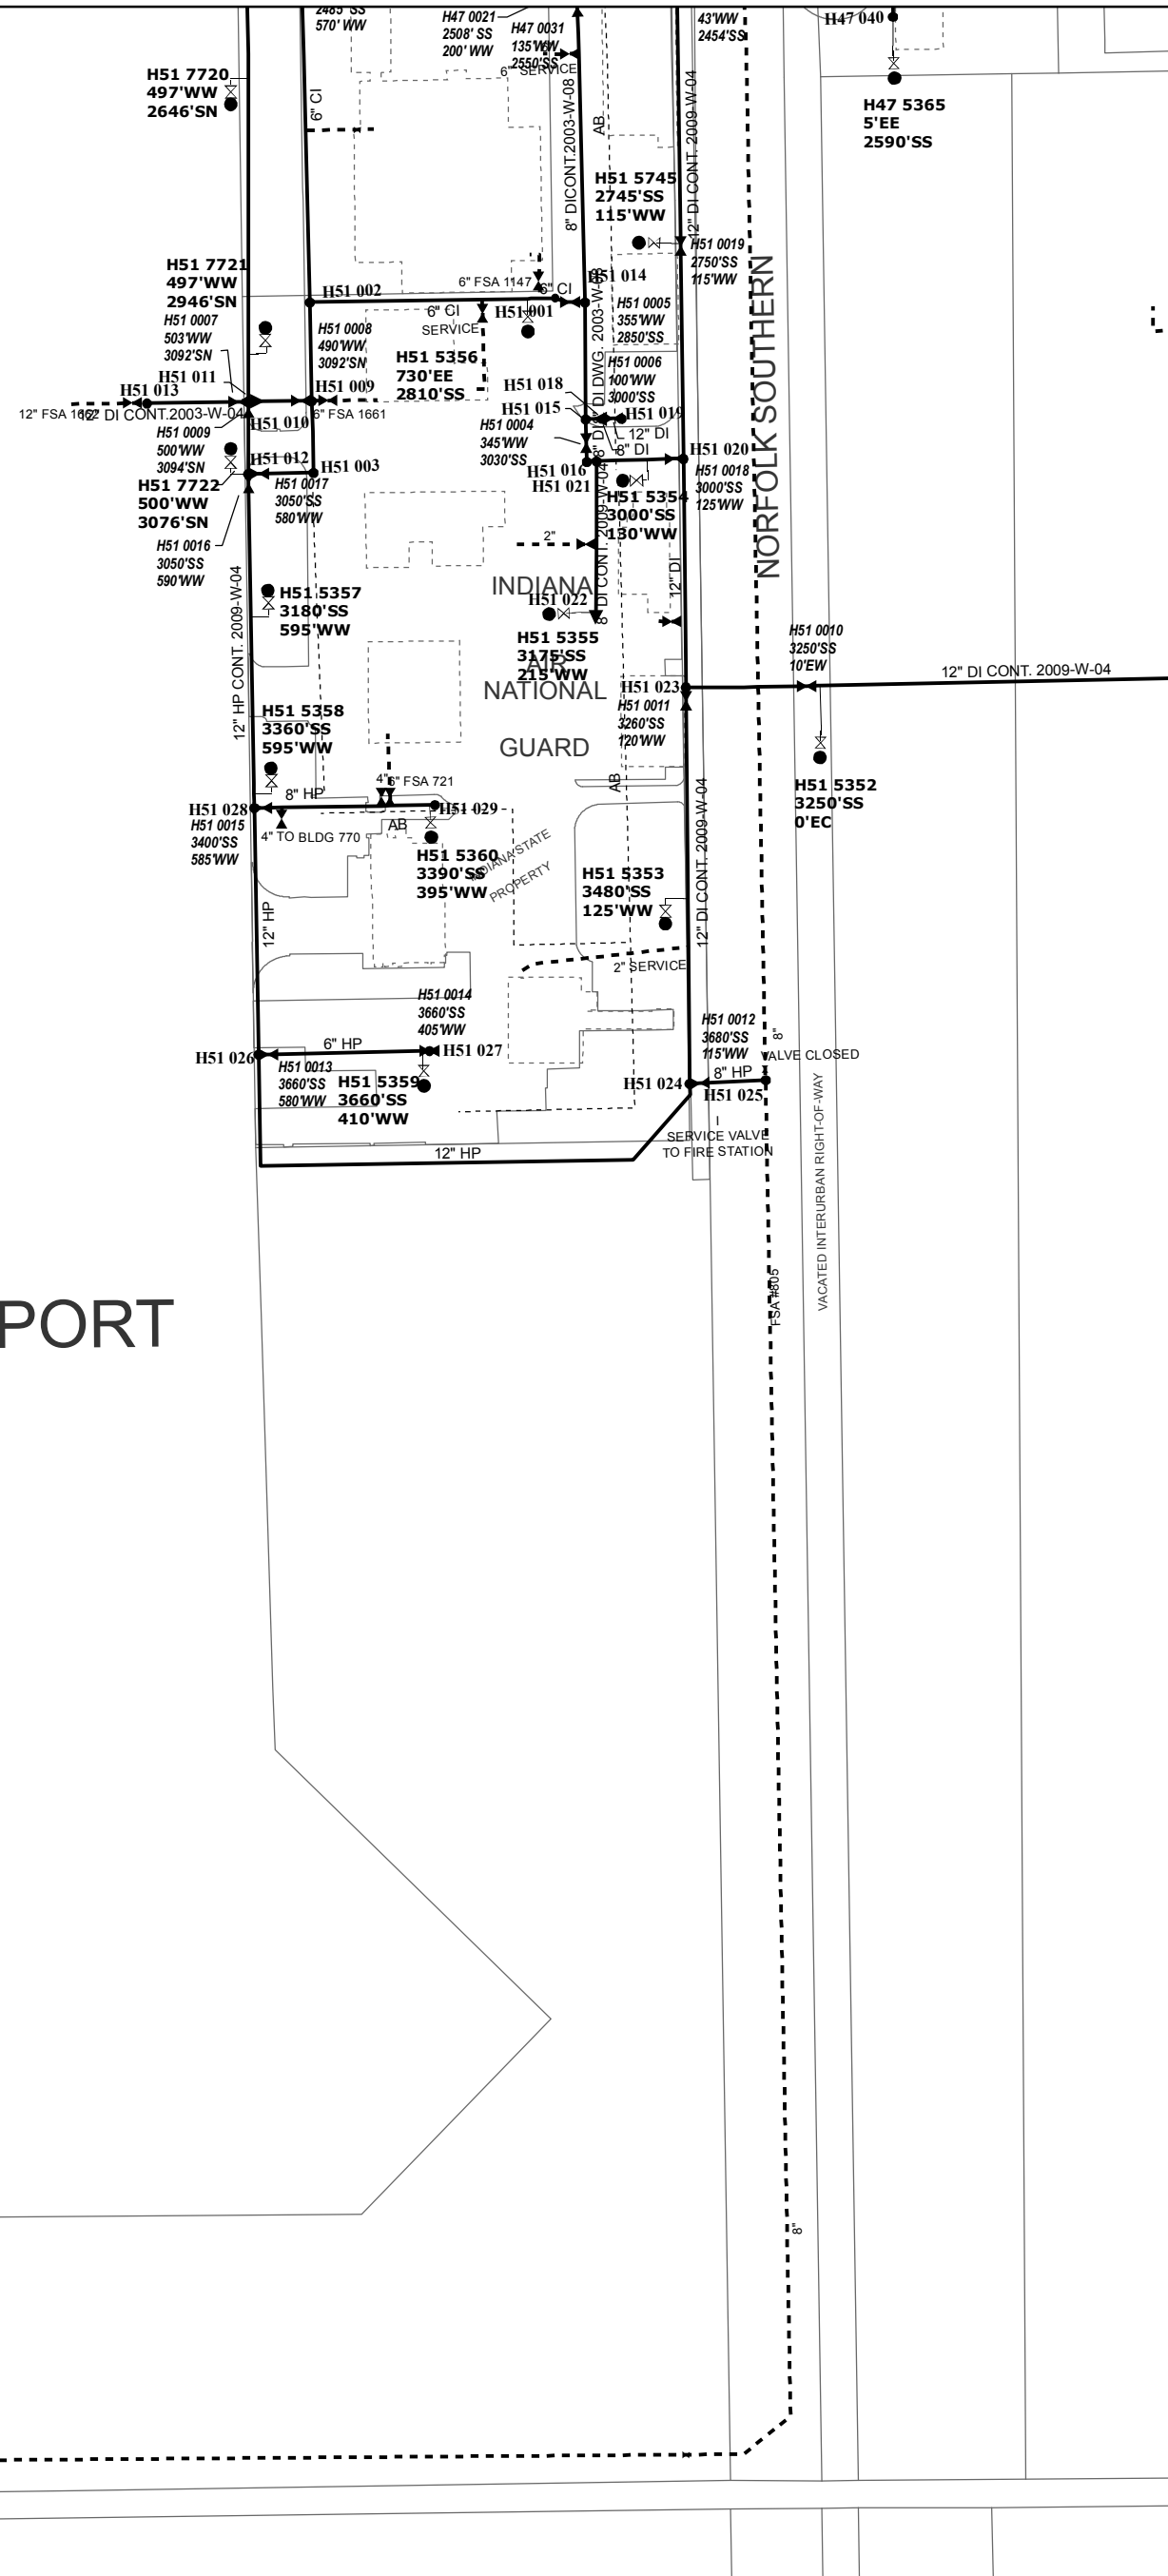 2485 SS
570' WW
H47 0021
2508' SS
200' WW
H47 0031
135'WW
2550'SS
6" SERVICE
43'WW
2454'SS
H47 040
H47 5365
5'EE
2590'SS
H51 7720
497'WW
2646'SN
6" CI
8" DICONT.2003-W-08
AB
12" DI CONT. 2009-W-04
H51 5745
2745'SS
115'WW
H51 0019
2750'SS
115'WW
NORFOLK SOUTHERN
H51 7721
497'WW
2946'SN
H51 002
6" FSA 1147
6" CI
H51 014
H51 001
6" CI
SERVICE
H51 0005
355'WW
2850'SS
H51 0007
503'WW
3092'SN
H51 0008
490'WW
3092'SN
H51 5356
730'EE
2810'SS
8" DI DWG. 2003-W-08
H51 0006
100'WW
3000'SS
H51 011
H51 013
H51 009
H51 018
H51 015
H51 019
12" FSA 1662
12" DI CONT.2003-W-04
H51 010
6" FSA 1661
H51 0004
345'WW
3030'SS
12" DI
8" DI
H51 0009
500'WW
3094'SN
H51 012
H51 003
H51 016
H51 021
H51 020
H51 7722
500'WW
3076'SN
H51 0017
3050'SS
580'WW
H51 0018
3000'SS
125'WW
H51 5354
3000'SS
130'WW
H51 0016
3050'SS
590'WW
2"
8" DI CONT. 2009-W-04
12" DI
INDIANA
AIR
NATIONAL
GUARD
H51 022
H51 5357
3180'SS
595'WW
12" HP CONT. 2009-W-04
H51 5355
3175'SS
215'WW
H51 0010
3250'SS
10'EW
12" DI CONT. 2009-W-04
H51 023
H51 0011
3260'SS
120'WW
H51 5358
3360'SS
595'WW
H51 5352
3250'SS
0'EC
AB
4"
6" FSA 721
8" HP
H51 028
H51 029
H51 0015
3400'SS
585'WW
4" TO BLDG 770
AB
12" DI CONT. 2009-W-04
H51 5360
3390'SS
395'WW
INDIANA STATE
PROPERTY
H51 5353
3480'SS
125'WW
12" HP
2" SERVICE
H51 0014
3660'SS
405'WW
H51 0012
3680'SS
115'WW
8"
VALVE CLOSED
6" HP
H51 026
H51 027
H51 0013
3660'SS
580'WW
H51 5359
3660'SS
410'WW
8" HP
H51 024
H51 025
SERVICE VALVE
TO FIRE STATION
12" HP
VACATED INTERURBAN RIGHT-OF-WAY
FSA #805
PORT
8"